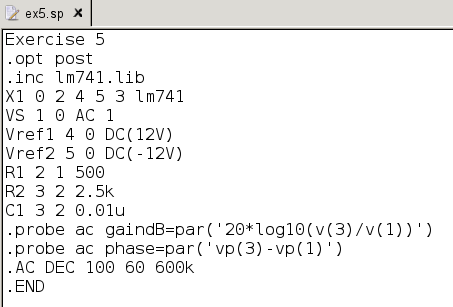 ex5.sp
Exercise 5
.opt post
.inc lm741.lib
X1 0 2 4 5 3 lm741
VS 1 0 AC 1
Vref1 4 0 DC(12V)
Vref2 5 0 DC(-12V)
R1 2 1 500
R2 3 2 2.5k
C1 3 2 0.01u
.probe ac gaindB=par('20*log10(v(3)/v(1))')
.probe ac phase=par('vp(3)-vp(1)')
.AC DEC 100 60 600k
.END